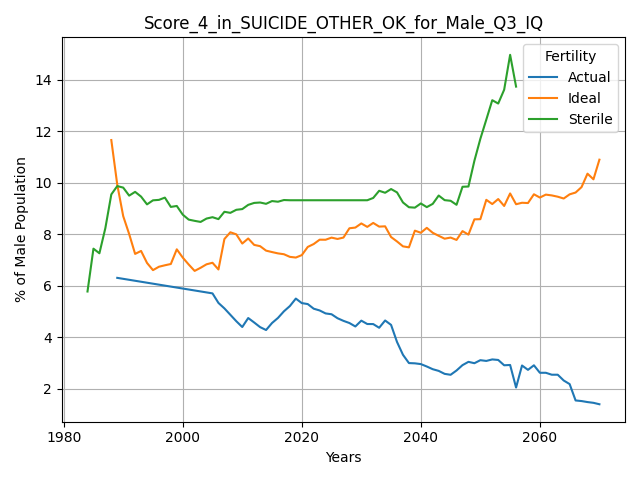 Score_4_in_SUICIDE_OTHER_OK_for_Male_Q3_IQ
Fertility
Actual
Ideal
Sterile
% of Male Population
14
12
10
8
6
4
2
1980
2000
2020
2040
2060
Years